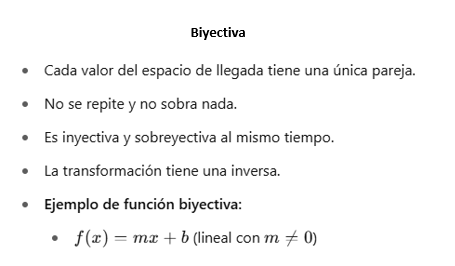 Biyectiva
• Cada valor del espacio de llegada tiene una única pareja.
• No se repite y no sobra nada.
• Es inyectiva y sobreyectiva al mismo tiempo.
• La transformación tiene una inversa.
• Ejemplo de función biyectiva:
• f(x) = mx + b (lineal con m ≠ 0)